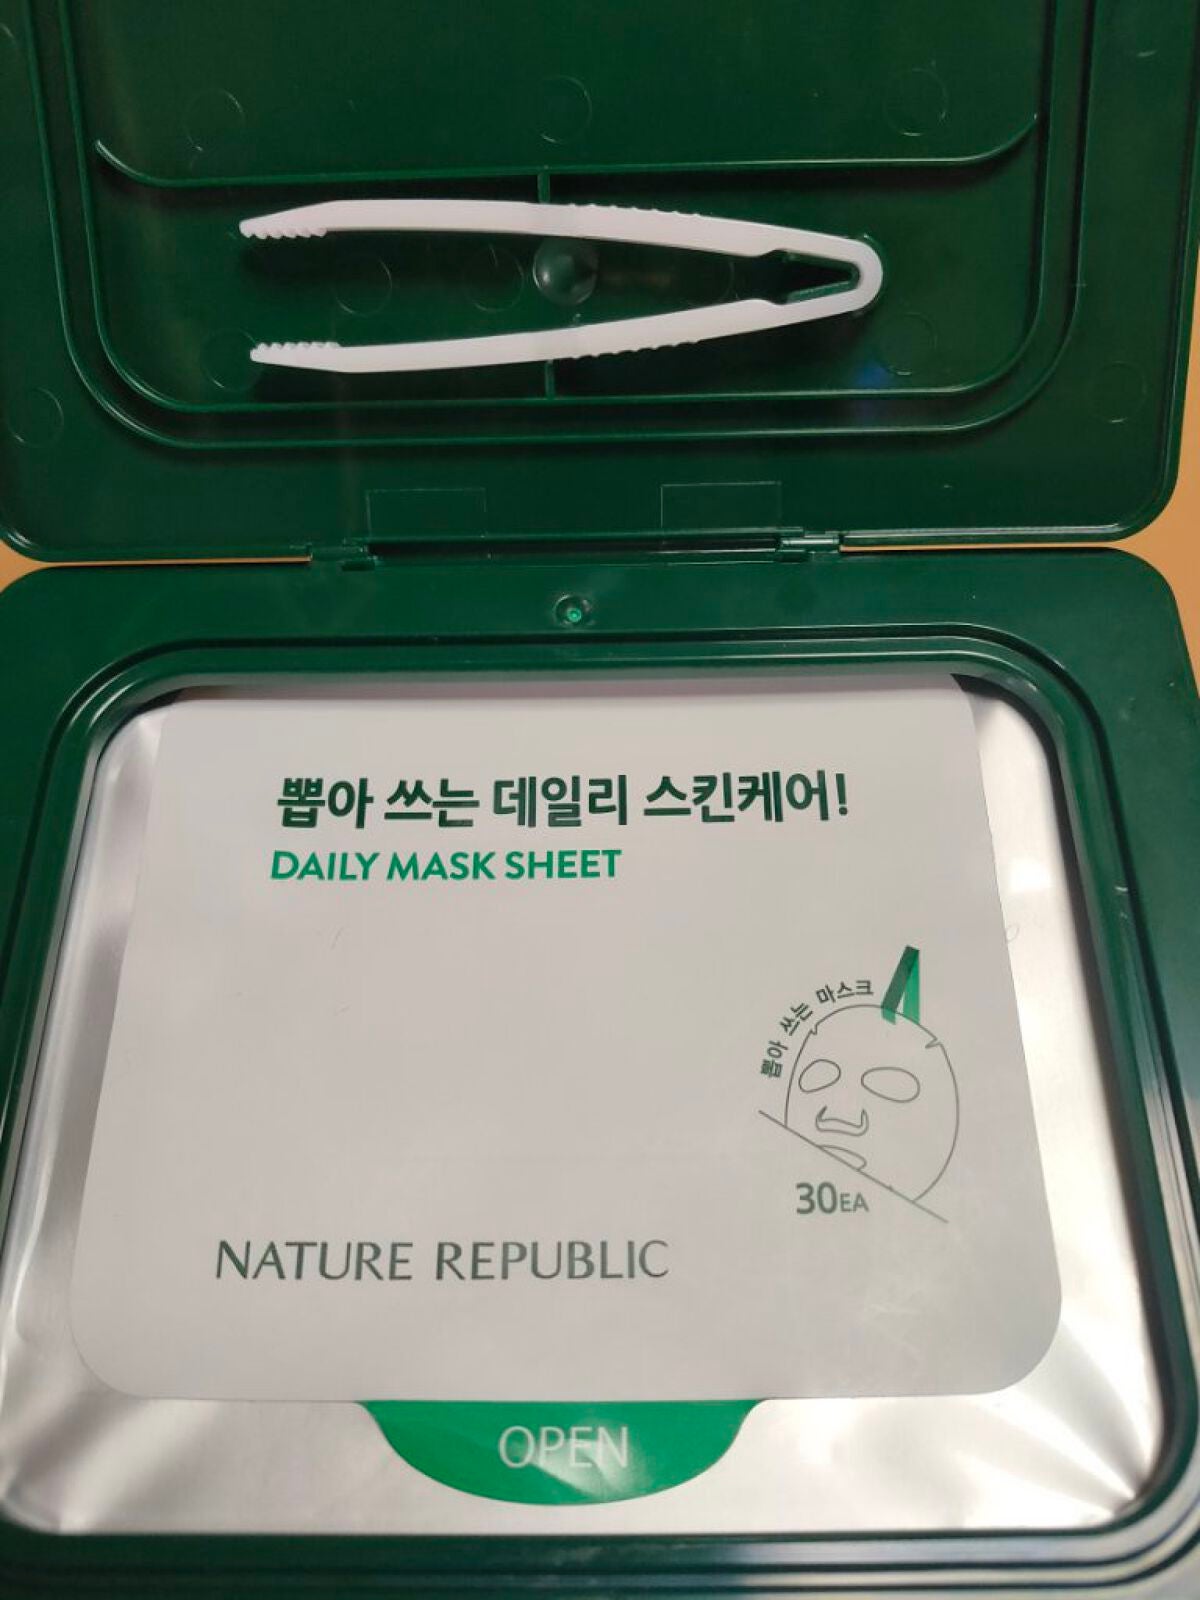 뽑아 쓰는 데일리 스킨케어!
DAILY MASK SHEET
뽑아 쓰는 마스크
30EA
NATURE REPUBLIC
OPEN